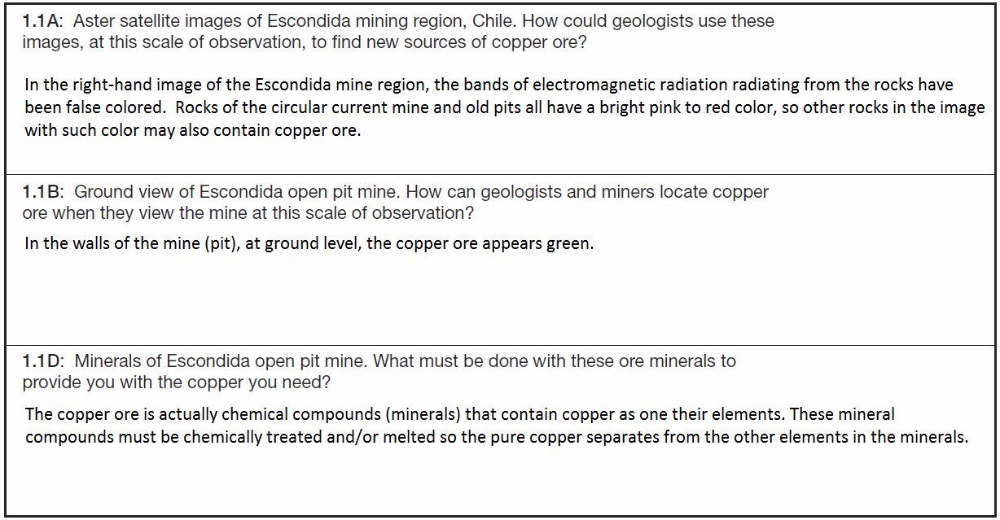 1.1A: Aster satellite images of Escondida mining region, Chile. How could geologists use these
images, at this scale of observation, to find new sources of copper ore?
In the right-hand image of the Escondida mine region, the bands of electromagnetic radiation radiating from the rocks have
been false colored. Rocks of the circular current mine and old pits all have a bright pink to red color, so other rocks in the image
with such color may also contain copper ore.
1.1B: Ground view of Escondida open pit mine. How can geologists and miners locate copper
ore when they view the mine at this scale of observation?
In the walls of the mine (pit), at ground level, the copper ore appears green.
1.1D: Minerals of Escondida open pit mine. What must be done with these ore minerals to
provide you with the copper you need?
The copper ore is actually chemical compounds (minerals) that contain copper as one their elements. These mineral
compounds must be chemically treated and/or melted so the pure copper separates from the other elements in the minerals.